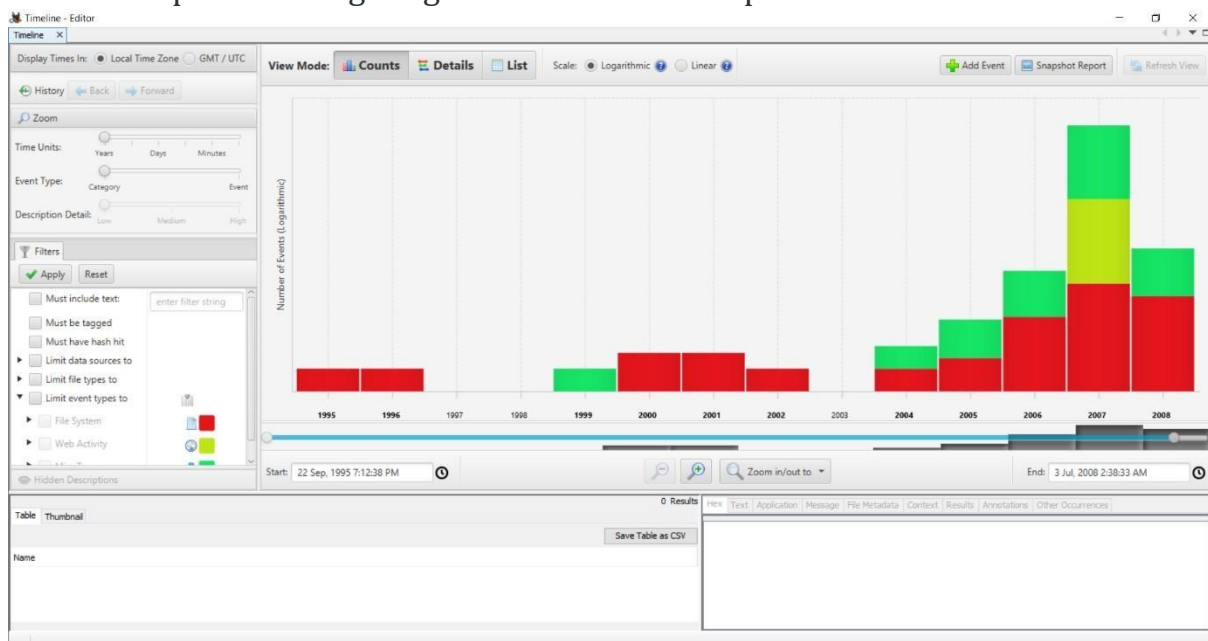 Timeline - Editor
Timeline X
Display Times In: Local Time Zone GMT / UTC
History Back Forward
Zoom
Time Units:
Years Days Minutes
Event Type:
Category Event
Description Detail:
Low Medium High
Filters
Apply Reset
Must include text: enter filter string
Must be tagged
Must have hash hit
Limit data sources to
Limit file types to
Limit event types to
File System
Web Activity
Hidden Descriptions
View Mode: Counts Details List Scale: Logarithmic Linear
Add Event Snapshot Report Refresh View
Number of Events (Logarithmic)
1995 1996 1997 1998 1999 2000 2001 2002 2003 2004 2005 2006 2007 2008
Start: 22 Sep, 1995 7:12:38 PM Zoom in/out to End: 3 Jul, 2008 2:38:33 AM
Table Thumbnail
0 Results
Save Table as CSV
Name
Hex Text Application Message File Metadata Context Results Annotations Other Occurrences